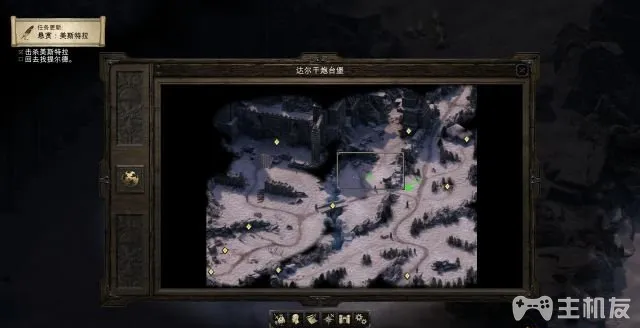 任务更新:
悬赏:美斯特拉
击杀美斯特拉
回去找提尔德。
达尔干炮台堡
主机友